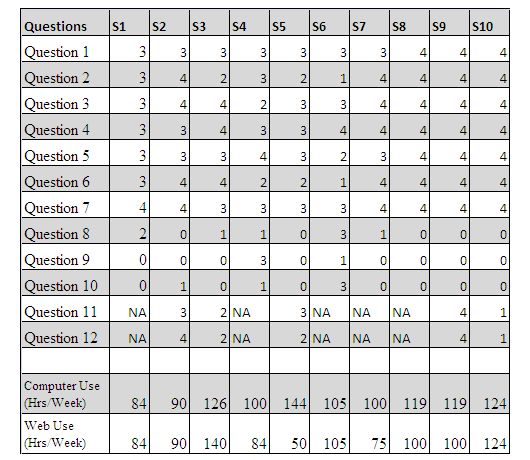 Questions S1 S2 S3 S4 S5 S6 S7 S8 S9 S10
Question 1 3 3 3 3 3 3 3 4 4 4
Question 2 3 4 2 3 2 1 4 4 4 4
Question 3 3 4 4 2 3 3 4 4 4 4
Question 4 3 3 4 3 3 4 4 4 4 4
Question 5 3 3 3 4 3 2 3 4 4 4
Question 6 3 4 4 2 2 1 4 4 4 4
Question 7 4 4 3 3 3 3 4 4 4 4
Question 8 2 0 1 1 0 3 1 0 0 0
Question 9 0 0 0 3 0 1 0 0 0 0
Question 10 0 1 0 1 0 3 0 0 0 0
Question 11 NA 3 2 NA 3 NA NA NA 4 1
Question 12 NA 4 2 NA 2 NA NA NA 4 1
Computer Use
(Hrs/Week) 84 90 126 100 144 105 100 119 119 124
Web Use
(Hrs/Week) 84 90 140 84 50 105 75 100 100 124